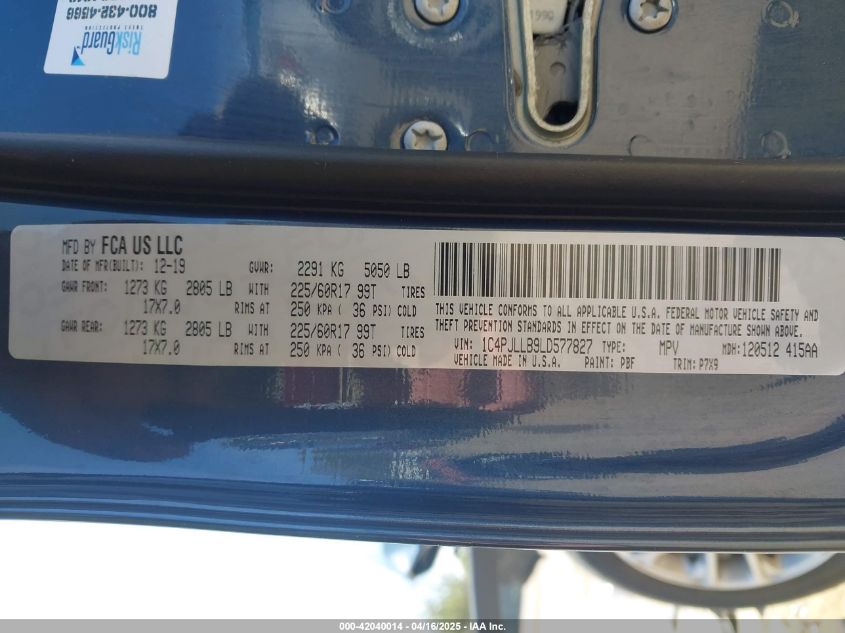 800-432-4566
THEFT PROTECTION
RiskGuard
1990
MFD BY FCA US LLC
DATE OF MFR(BUILT): 12-19 GVWR: 2291 KG 5050 LB
GAWR FRONT: 1273 KG 2805 LB WITH 225/60R17 99T TIRES
17X7.0 RIMS AT 250 KPA ( 36 PSI) COLD
GAWR REAR: 1273 KG 2805 LB WITH 225/60R17 99T TIRES
17X7.0 RIMS AT 250 KPA ( 36 PSI) COLD
THIS VEHICLE CONFORMS TO ALL APPLICABLE U.S.A. FEDERAL MOTOR VEHICLE SAFETY AND
THEFT PREVENTION STANDARDS IN EFFECT ON THE DATE OF MANUFACTURE SHOWN ABOVE.
VIN: 1C4PJLLB9LD577827 TYPE: MPV MDH:120512 415AA
VEHICLE MADE IN U.S.A. PAINT: PBF TRIM: P7X9
000-42040014 - 04/16/2025 - IAA Inc.